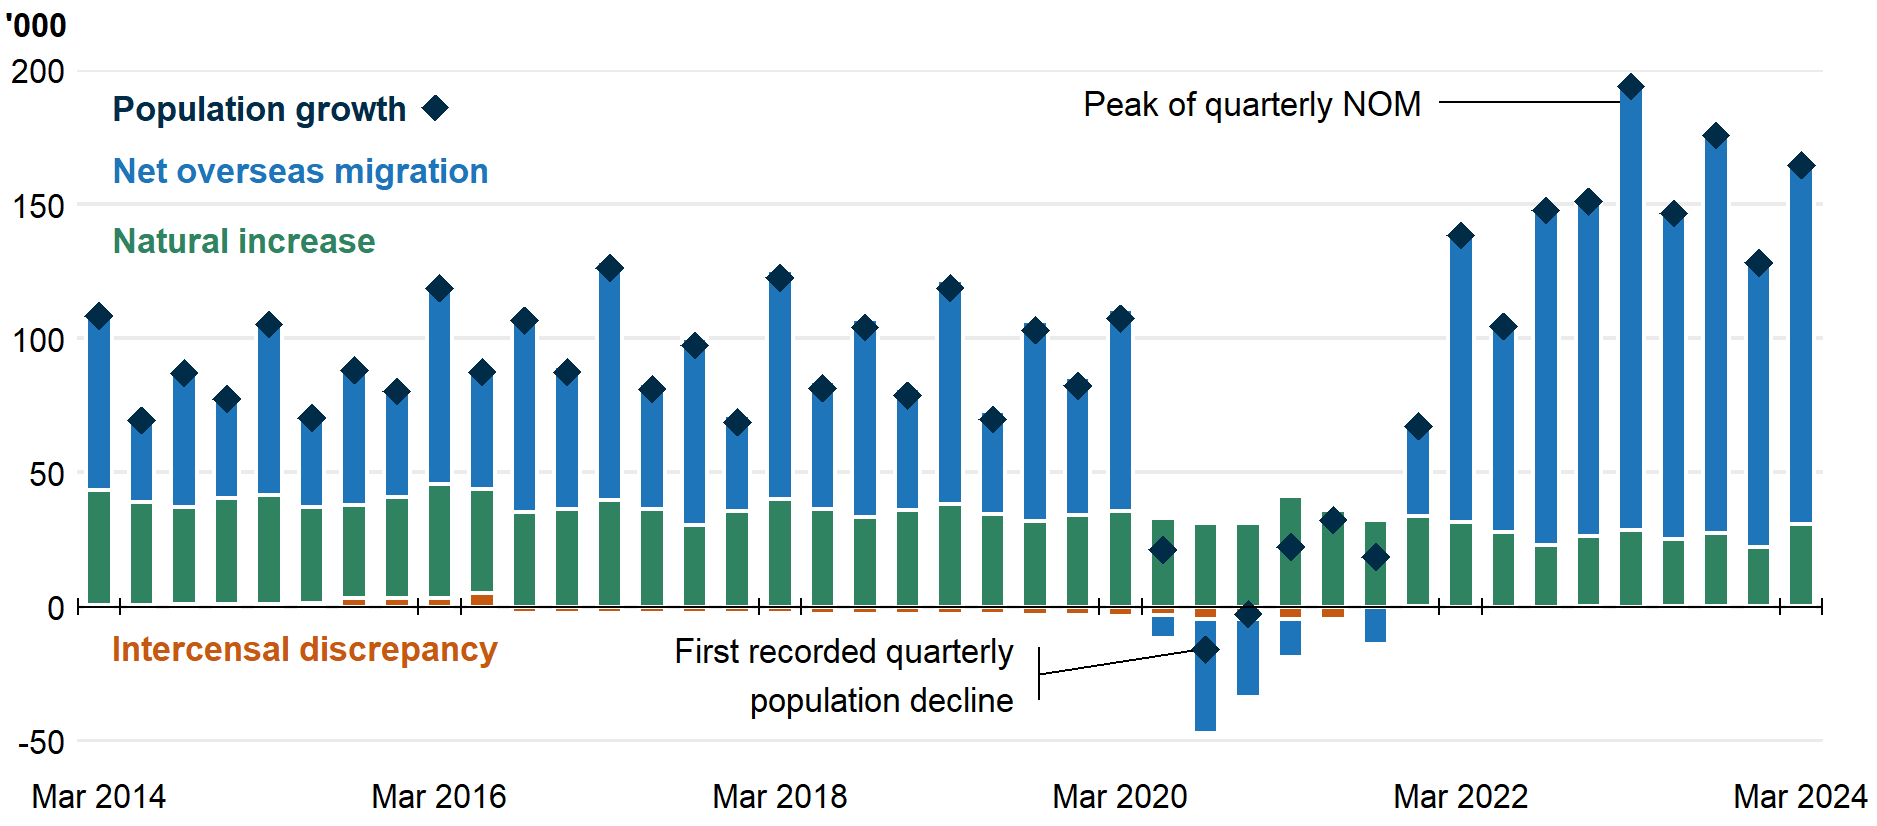 '000
200
Peak of quarterly NOM
Population growth
Net overseas migration
150
Natural increase
100
50
0
Intercensal discrepancy
First recorded quarterly
population decline
-50
Mar 2014
Mar 2016
Mar 2018
Mar 2020
Mar 2022
Mar 2024